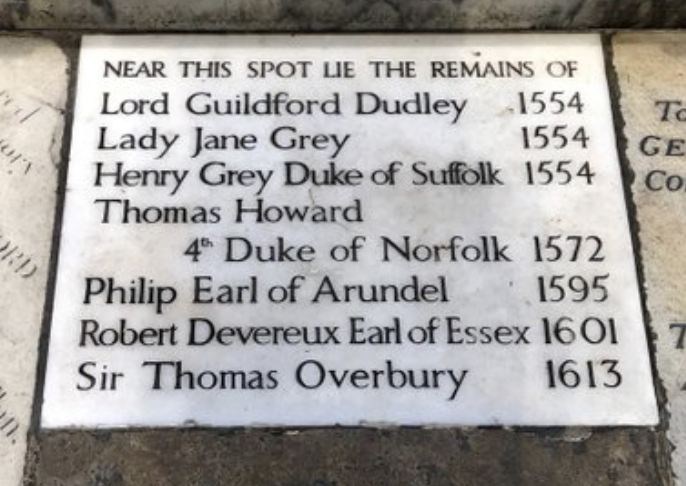 NEAR THIS SPOT LIE THE REMAINS OF
Lord Guildford Dudley 1554
Lady Jane Grey 1554
Henry Grey Duke of Suffolk 1554
Thomas Howard
4th Duke of Norfolk 1572
Philip Earl of Arundel 1595
Robert Devereux Earl of Essex 1601
Sir Thomas Overbury 1613